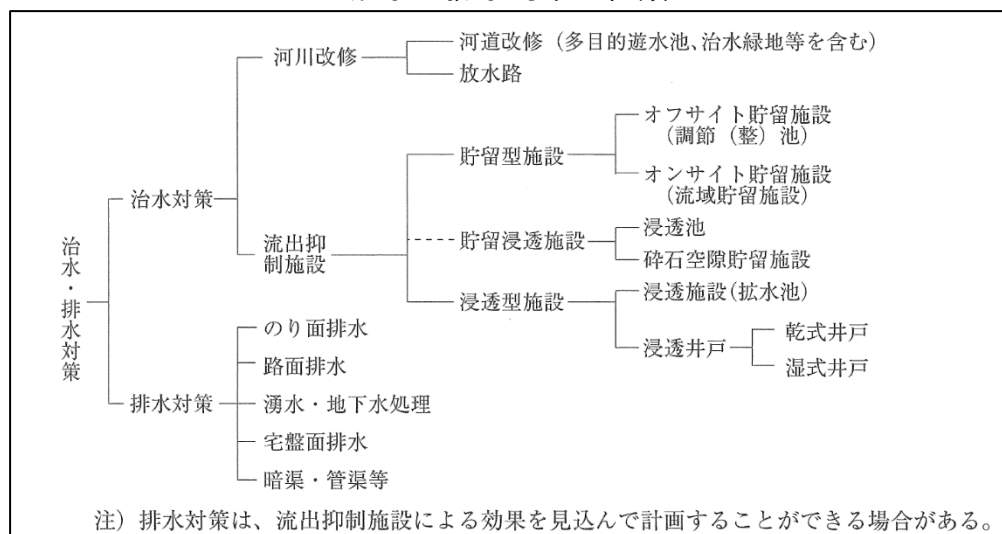 治水・排水対策
治水対策
河川改修
河道改修（多目的遊水池、治水緑地等を含む）
放水路
流出抑
制施設
貯留型施設
オフサイト貯留施設
（調節（整）池）
オンサイト貯留施設
（流域貯留施設）
貯留浸透施設
浸透池
砕石空隙貯留施設
浸透型施設
浸透施設（拡水池）
浸透井戸
乾式井戸
湿式井戸
排水対策
のり面排水
路面排水
湧水・地下水処理
宅盤面排水
暗渠・管渠等
注）排水対策は、流出抑制施設による効果を見込んで計画することができる場合がある。